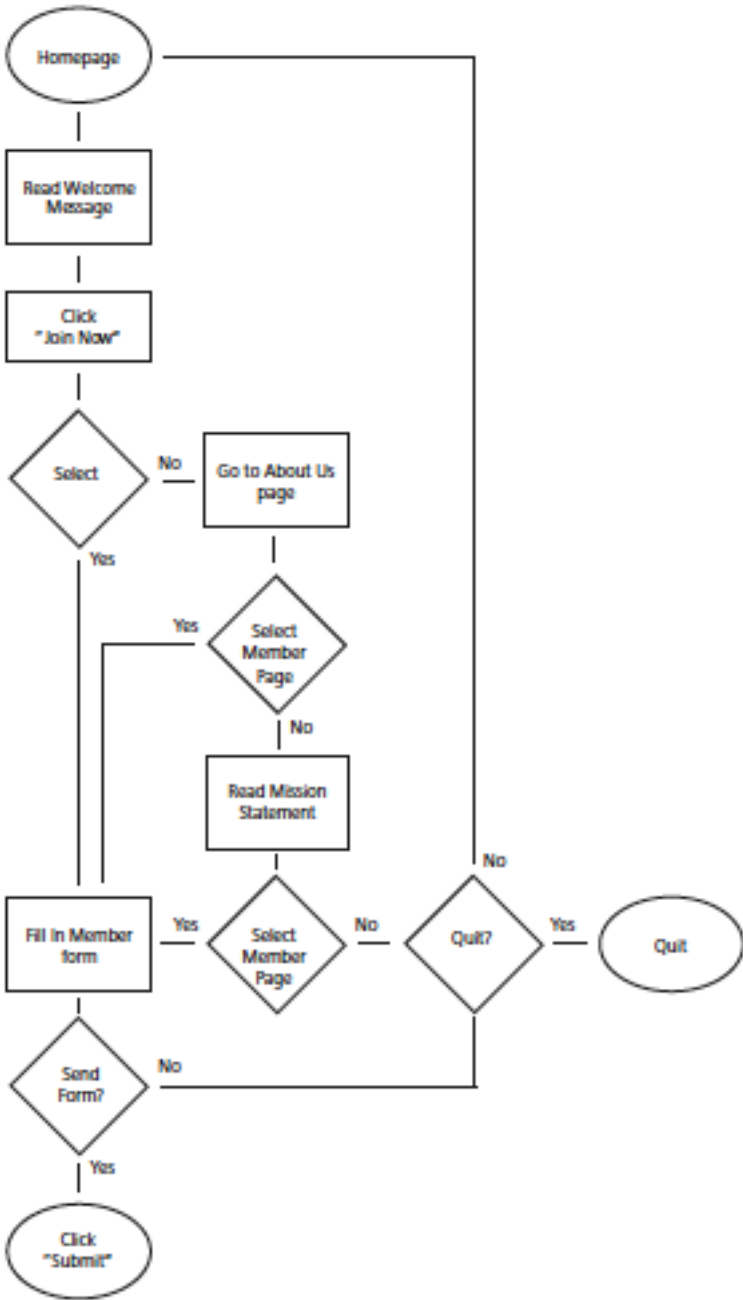 Homepage
Read Welcome
Message
Click
"Join Now"
Select
No
Go to About Us
page
Yes
Yes
Select
Member
Page
No
Read Mission
Statement
No
Fill In Member
form
Yes
Select
Member
Page
No
Quit?
Yes
Quit
Send
Form?
No
Yes
Click
"Submit"